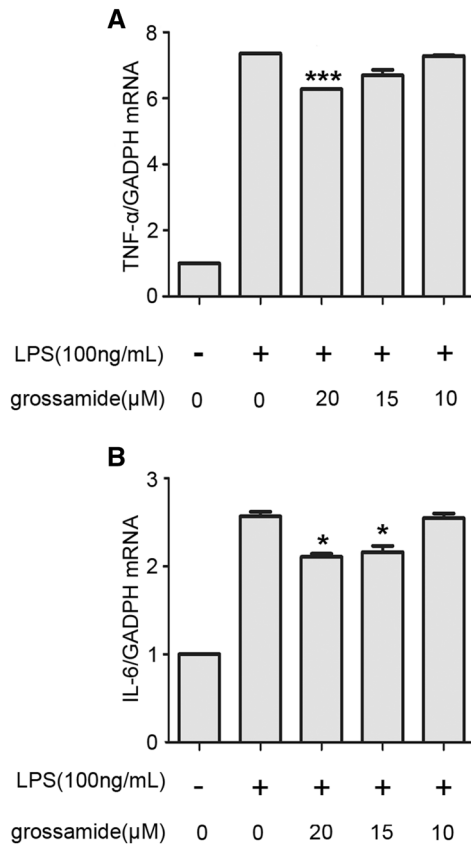 A
TNF-α/GADPH mRNA
8
6
4
2
0
***
LPS(100ng/mL) - + + + +
grossamide(μM) 0 0 20 15 10
B
IL-6/GADPH mRNA
3
2
1
0
* *
LPS(100ng/mL) - + + + +
grossamide(μM) 0 0 20 15 10